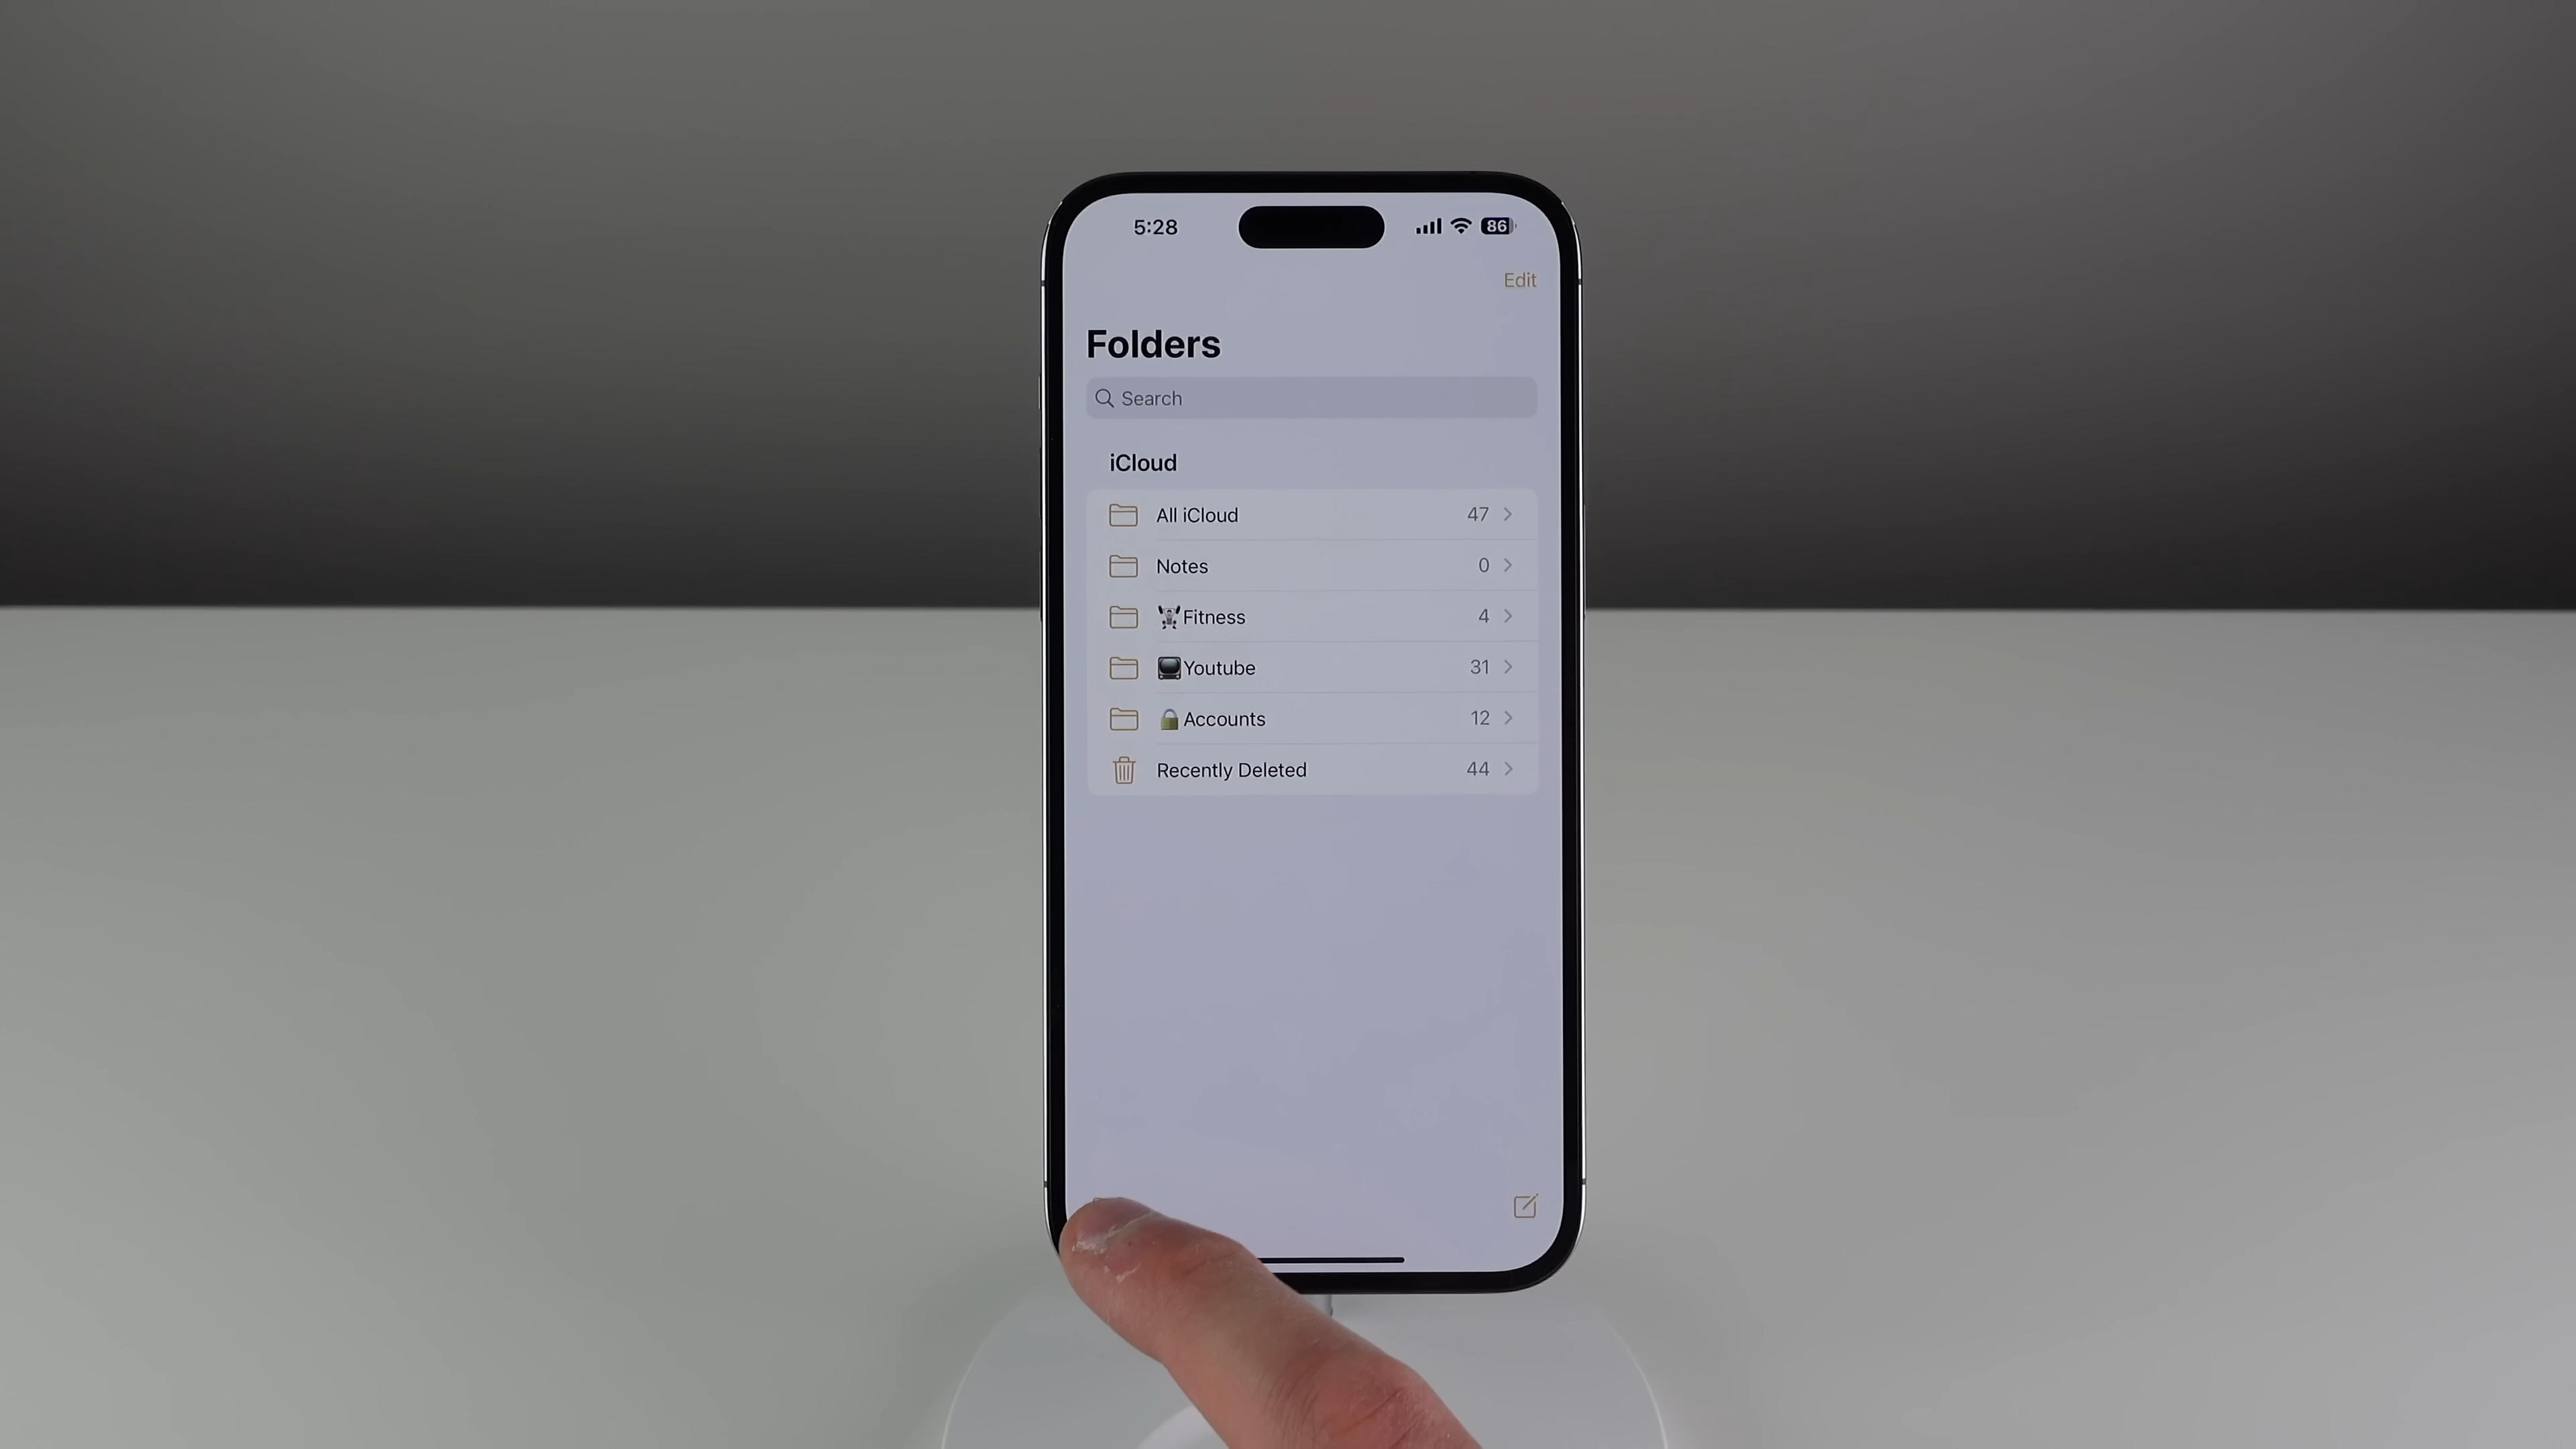 5:28 86
Edit
Folders
Search
iCloud
All iCloud 47
Notes 0
Fitness 4
Youtube 31
Accounts 12
Recently Deleted 44